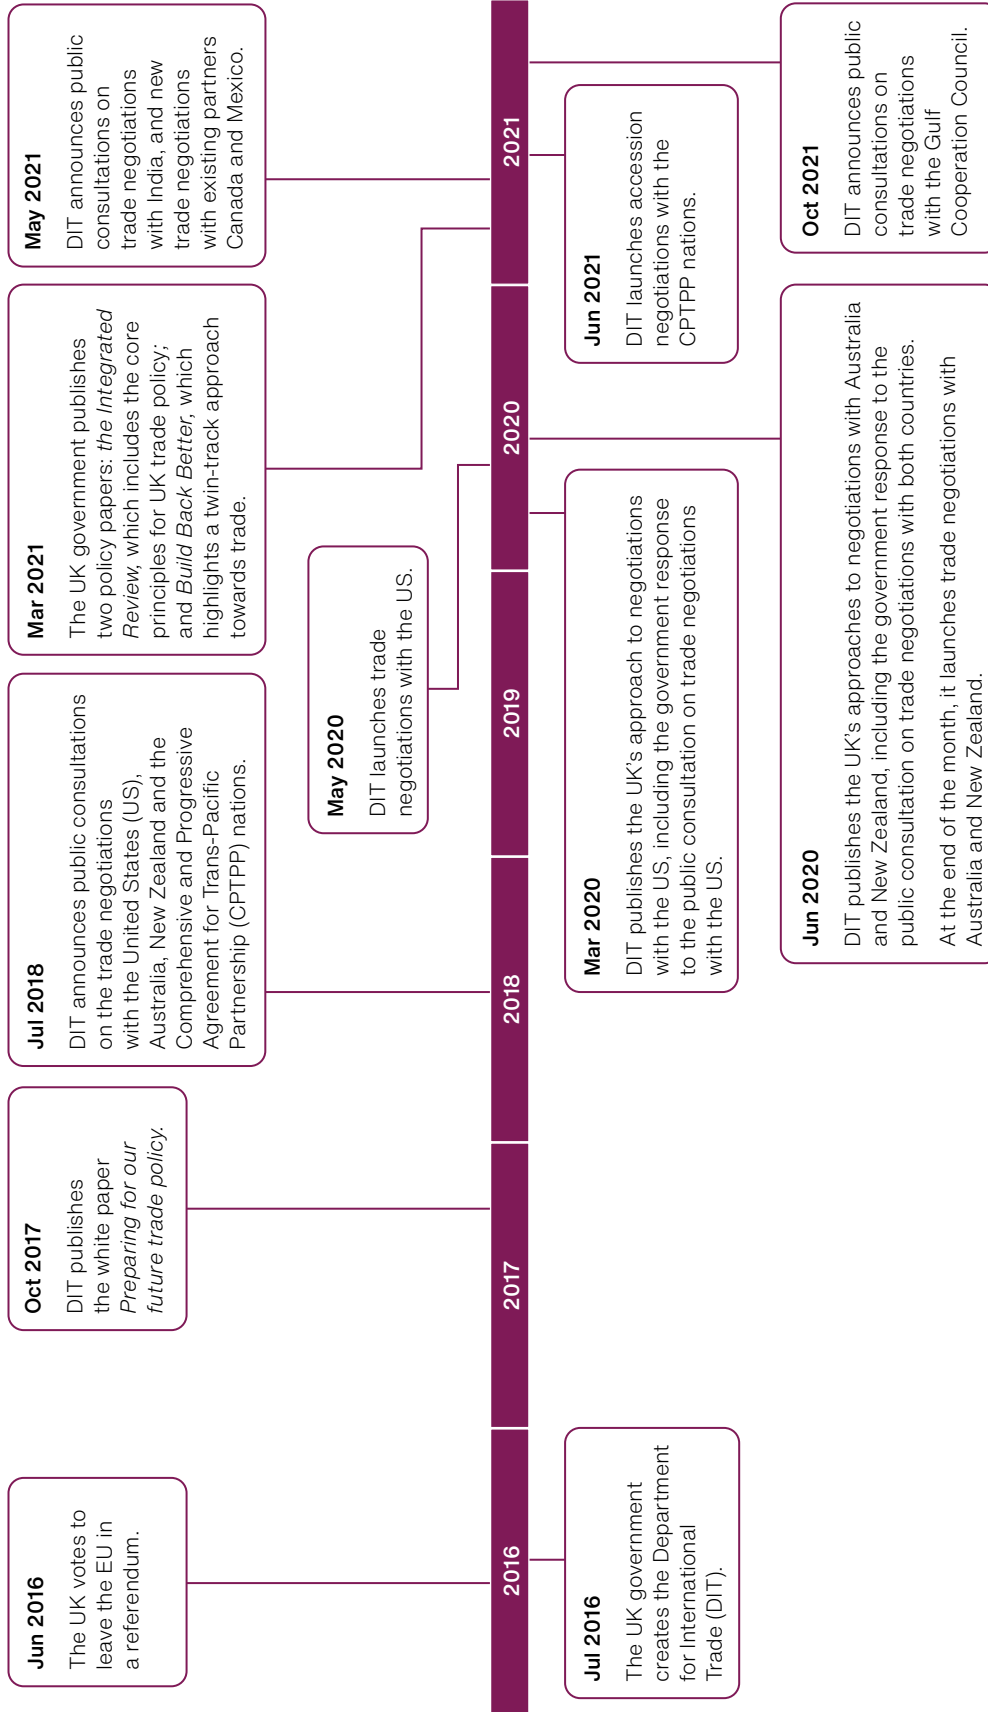 Jun 2016
The UK votes to
leave the EU in
a referendum.
Oct 2017
DIT publishes
the white paper
Preparing for our
future trade policy.
Jul 2018
DIT announces public consultations
on the trade negotiations
with the United States (US),
Australia, New Zealand and the
Comprehensive and Progressive
Agreement for Trans-Pacific
Partnership (CPTPP) nations.
Mar 2021
The UK government publishes
two policy papers: the Integrated
Review, which includes the core
principles for UK trade policy;
and Build Back Better, which
highlights a twin-track approach
towards trade.
May 2021
DIT announces public
consultations on
trade negotiations
with India, and new
trade negotiations
with existing partners
Canada and Mexico.
May 2020
DIT launches trade
negotiations with the US.
2016
2017
2018
2019
2020
2021
Jul 2016
The UK government
creates the Department
for International
Trade (DIT).
Mar 2020
DIT publishes the UK's approach to negotiations
with the US, including the government response
to the public consultation on trade negotiations
with the US.
Jun 2021
DIT launches accession
negotiations with the
CPTPP nations.
Jun 2020
DIT publishes the UK's approaches to negotiations with Australia
and New Zealand, including the government response to the
public consultation on trade negotiations with both countries.
At the end of the month, it launches trade negotiations with
Australia and New Zealand.
Oct 2021
DIT announces public
consultations on
trade negotiations
with the Gulf
Cooperation Council.